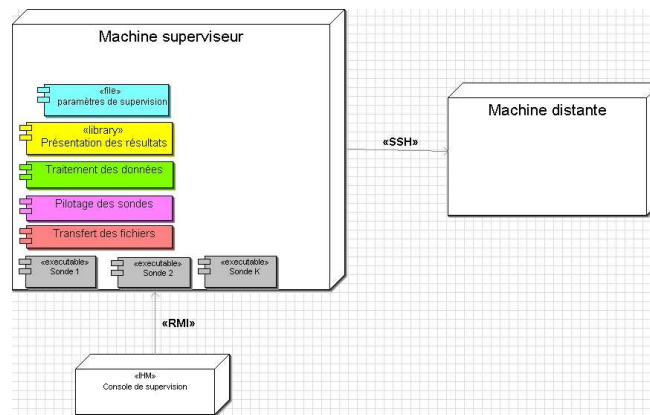 Machine superviseur
«file»
paramètres de supervision
«library»
Présentation des résultats
Traitement des données
Pilotage des sondes
Transfert des fichiers
«executable»
Sonde 1
«executable»
Sonde 2
«executable»
Sonde K
«SSH»
Machine distante
«RMI»
«IHM»
Console de supervision